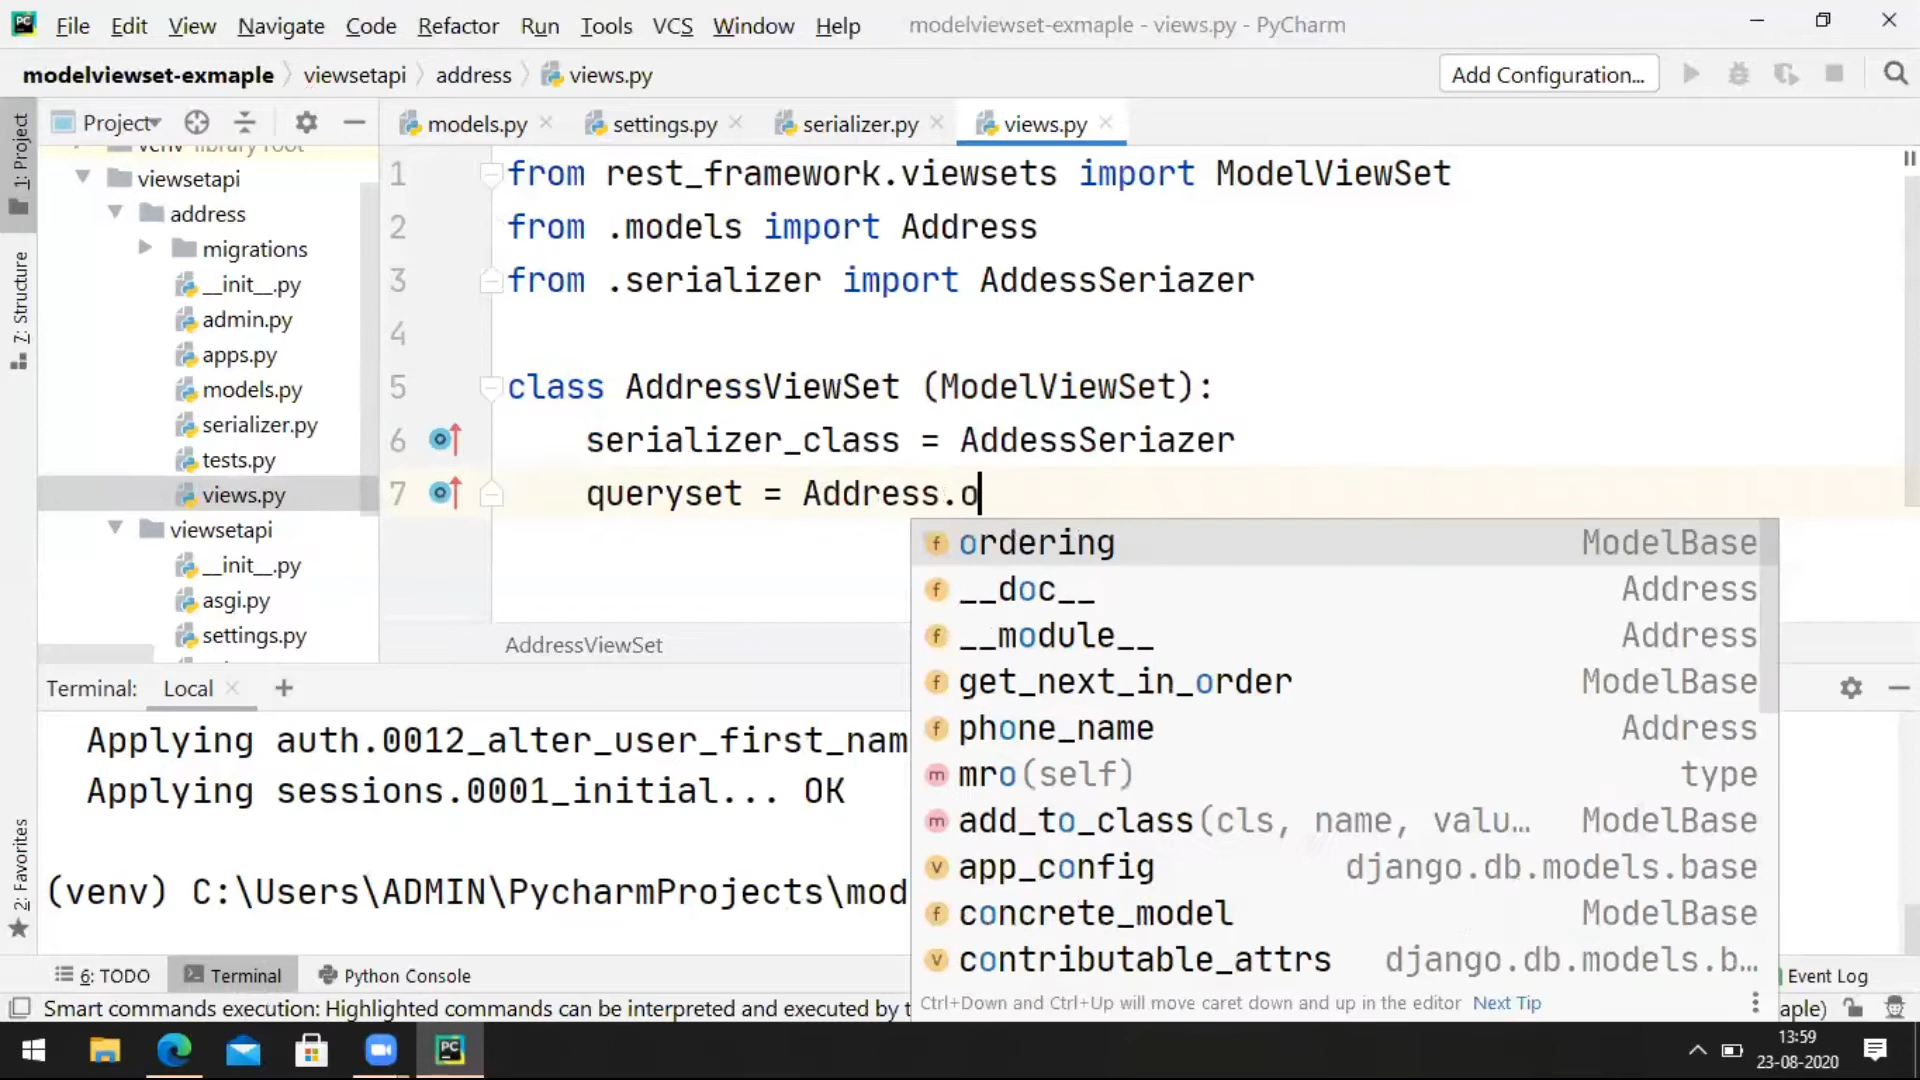 File Edit View Navigate Code Refactor Run Tools VCS Window Help modelviewset-exmaple - views.py - PyCharm
modelviewset-exmaple viewsetapi address views.py Add Configuration...
1: Project
7: Structure
2: Favorites
Project
models.py settings.py serializer.py views.py
venv library root
viewsetapi
address
migrations
__init__.py
admin.py
apps.py
models.py
serializer.py
tests.py
views.py
viewsetapi
__init__.py
asgi.py
settings.py
1 from rest_framework.viewsets import ModelViewSet
2 from .models import Address
3 from .serializer import AddessSeriazer
4
5 class AddressViewSet (ModelViewSet):
6 serializer_class = AddessSeriazer
7 queryset = Address.o
ordering ModelBase
__doc__ Address
__module__ Address
get_next_in_order ModelBase
phone_name Address
mro(self) type
add_to_class(cls, name, valu… ModelBase
app_config django.db.models.base
concrete_model ModelBase
contributable_attrs django.db.models.b…
Ctrl+Down and Ctrl+Up will move caret down and up in the editor Next Tip
AddressViewSet
Terminal: Local +
Applying auth.0012_alter_user_first_nam
Applying sessions.0001_initial... OK
(venv) C:\Users\ADMIN\PycharmProjects\mod
6: TODO Terminal Python Console Event Log
Smart commands execution: Highlighted commands can be interpreted and executed by t aple)
13:59
23-08-2020